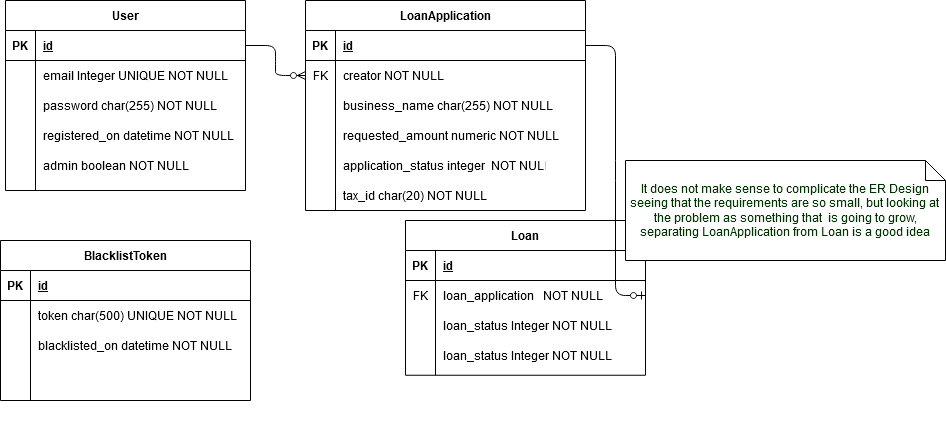 User
PK id
email Integer UNIQUE NOT NULL
password char(255) NOT NULL
registered_on datetime NOT NULL
admin boolean NOT NULL
LoanApplication
PK id
FK creator NOT NULL
business_name char(255) NOT NULL
requested_amount numeric NOT NULL
application_status integer NOT NULL
tax_id char(20) NOT NULL
It does not make sense to complicate the ER Design
seeing that the requirements are so small, but looking at
the problem as something that is going to grow,
separating LoanApplication from Loan is a good idea
BlacklistToken
PK id
token char(500) UNIQUE NOT NULL
blacklisted_on datetime NOT NULL
Loan
PK id
FK loan_application NOT NULL
loan_status Integer NOT NULL
loan_status Integer NOT NULL